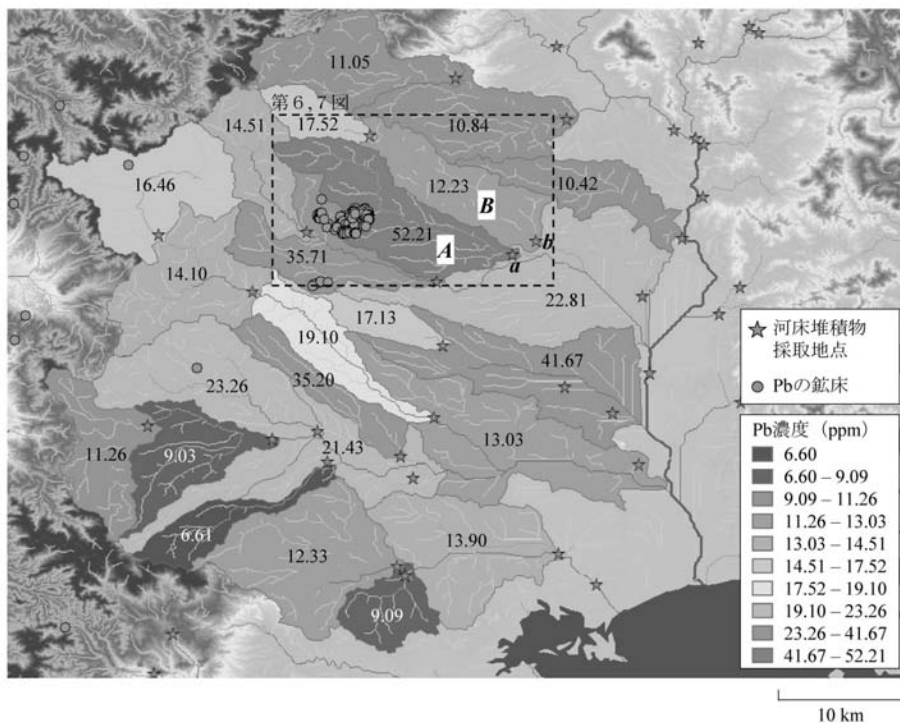 11.05
第6,7図
14.51
17.52
10.84
16.46
12.23
10.42
B
52.21
A
b
35.71
a
14.10
22.81
17.13
19.10
41.67
23.26
35.20
11.26
9.03
21.43
13.03
6.61
12.33
13.90
9.09
河床堆積物
採取地点
Pbの鉱床
Pb濃度 (ppm)
6.60
6.60 – 9.09
9.09 – 11.26
11.26 – 13.03
13.03 – 14.51
14.51 – 17.52
17.52 – 19.10
19.10 – 23.26
23.26 – 41.67
41.67 – 52.21
10 km